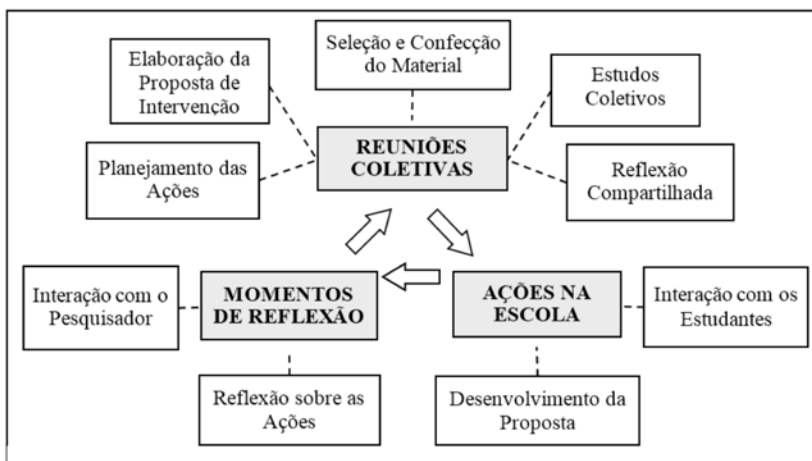 Elaboração da
Proposta de
Intervenção
Seleção e Confecção
do Material
Estudos
Coletivos
REUNIÕES
COLETIVAS
Planejamento das
Ações
Reflexão
Compartilhada
Interação com o
Pesquisador
MOMENTOS
DE REFLEXÃO
AÇÕES NA
ESCOLA
Interação com os
Estudantes
Reflexão sobre as
Ações
Desenvolvimento da
Proposta